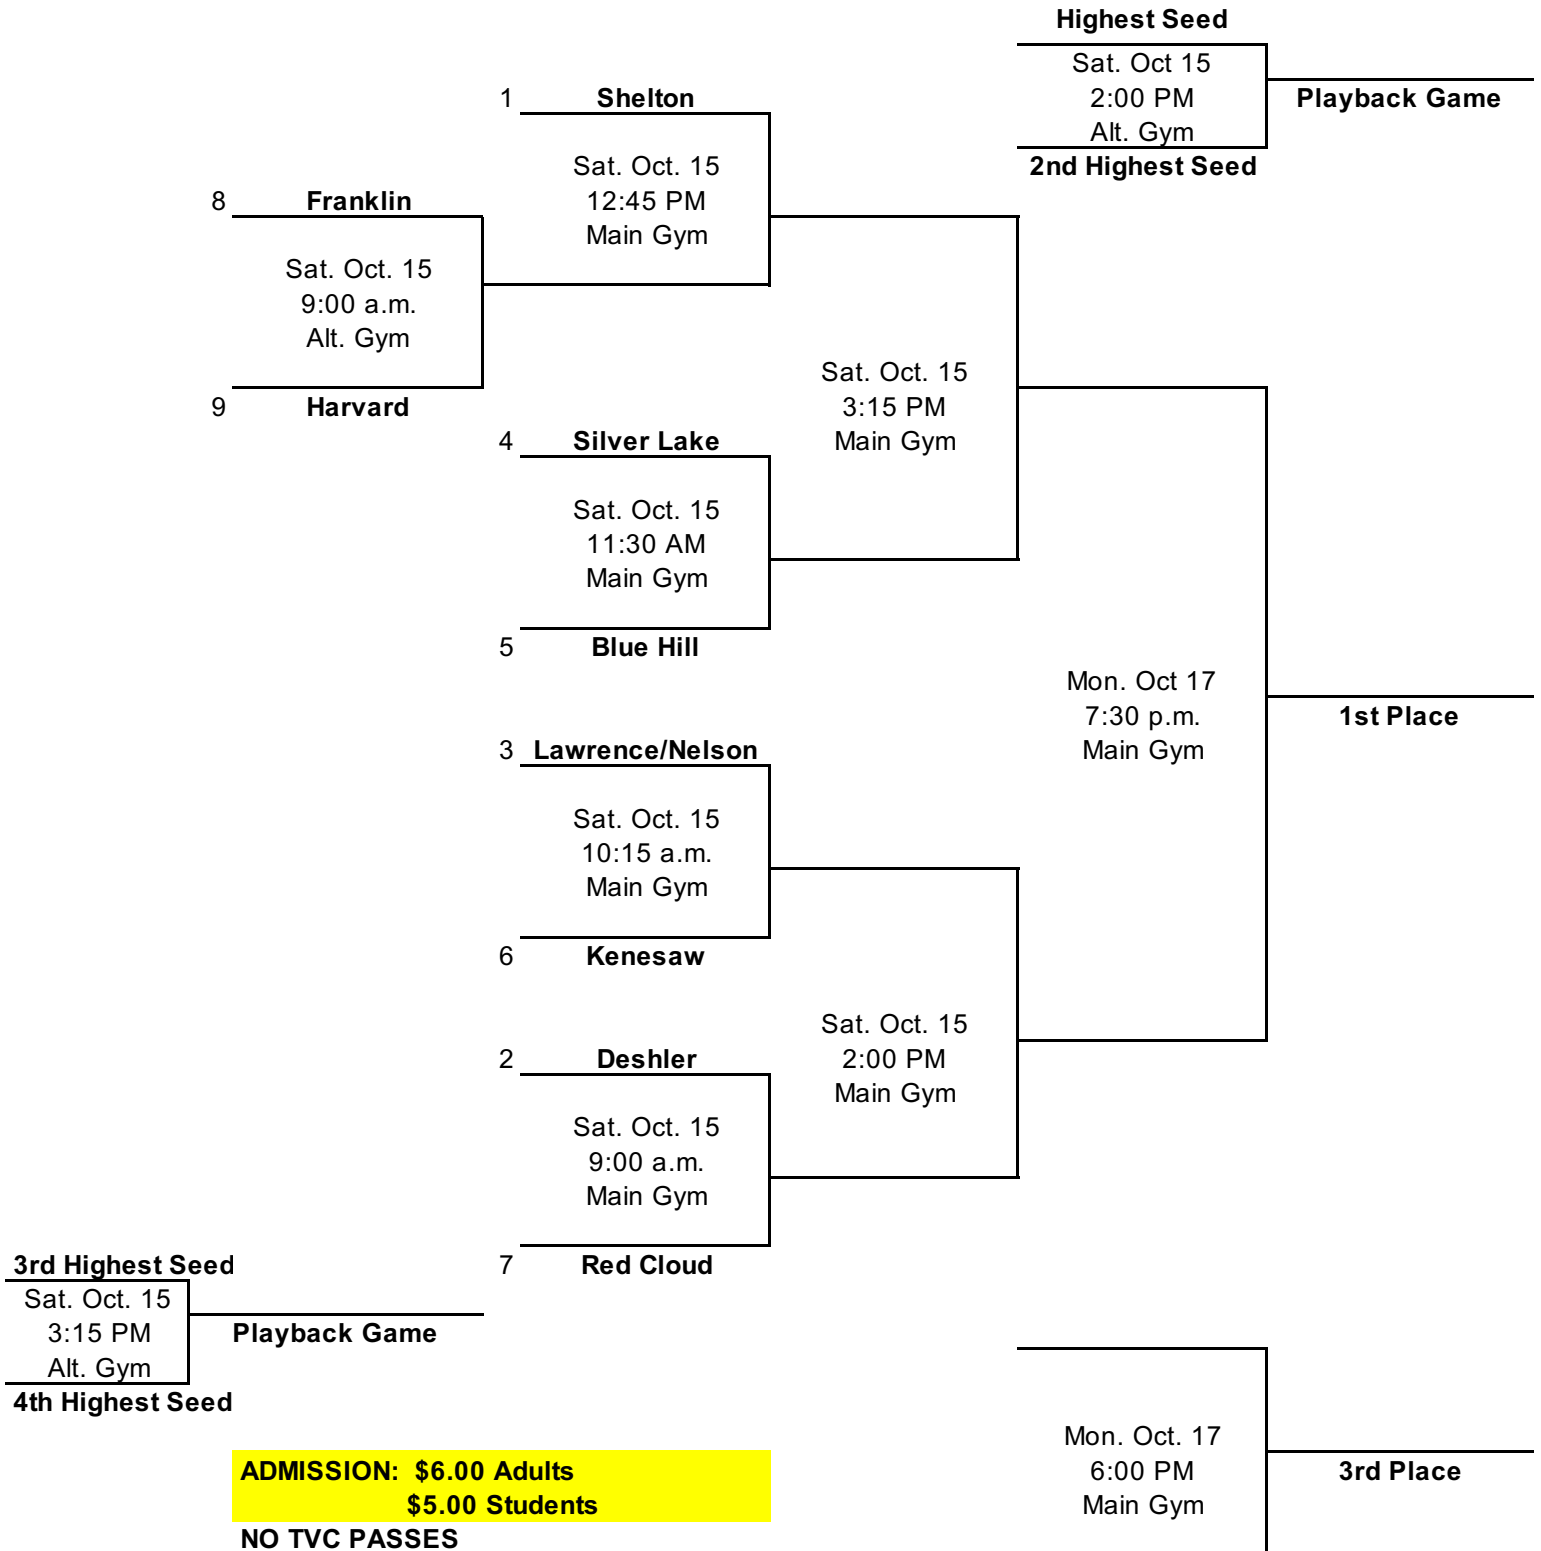 Highest Seed
Sat. Oct 15
2:00 PM
Alt. Gym
Playback Game
2nd Highest Seed
1 Shelton
Sat. Oct. 15
12:45 PM
Main Gym
8 Franklin
Sat. Oct. 15
9:00 a.m.
Alt. Gym
9 Harvard
Sat. Oct. 15
3:15 PM
Main Gym
4 Silver Lake
Sat. Oct. 15
11:30 AM
Main Gym
5 Blue Hill
Mon. Oct 17
7:30 p.m.
Main Gym
1st Place
3 Lawrence/Nelson
Sat. Oct. 15
10:15 a.m.
Main Gym
6 Kenesaw
Sat. Oct. 15
2:00 PM
Main Gym
2 Deshler
Sat. Oct. 15
9:00 a.m.
Main Gym
7 Red Cloud
3rd Highest Seed
Sat. Oct. 15
3:15 PM
Alt. Gym
Playback Game
4th Highest Seed
Mon. Oct. 17
6:00 PM
Main Gym
3rd Place
ADMISSION: $6.00 Adults
$5.00 Students
NO TVC PASSES